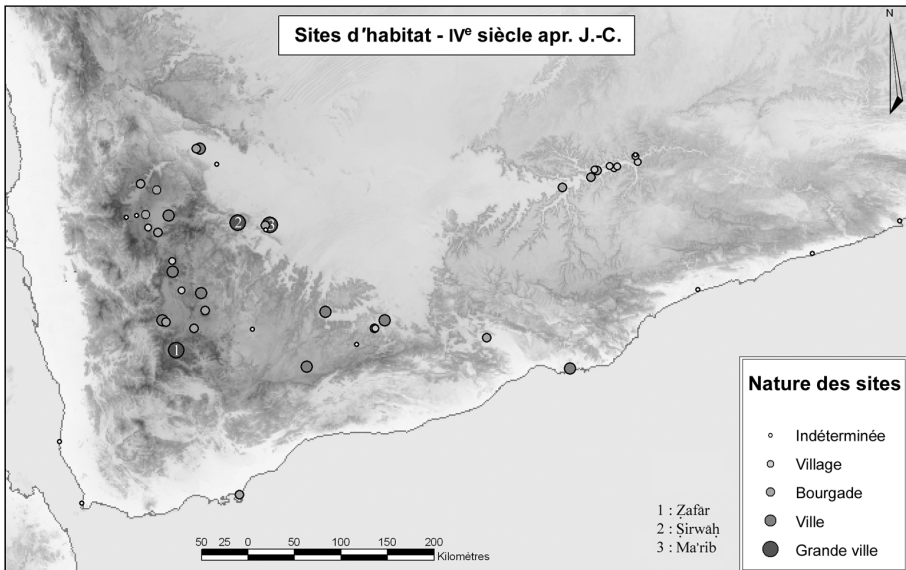 Sites d'habitat - IVe siècle apr. J.-C.
N
2
3
1
Nature des sites
Indéterminée
Village
Bourgade
Ville
Grande ville
1 : Ẓafār
2 : Ṣirwāḥ
3 : Ma'rib
50 25 0 50 100 150 200
Kilométres